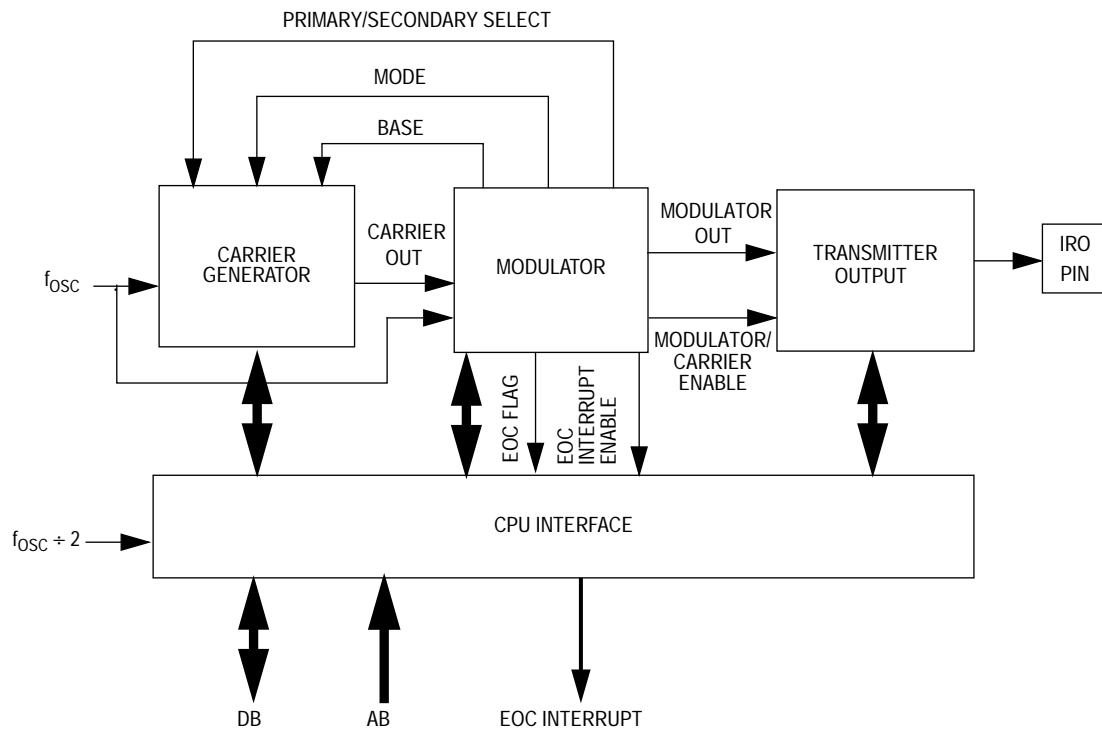 PRIMARY/SECONDARY SELECT
MODE
BASE
CARRIER
GENERATOR
CARRIER
OUT
MODULATOR
MODULATOR
OUT
TRANSMITTER
OUTPUT
IRO
PIN
fOSC
MODULATOR/
CARRIER
ENABLE
EOC FLAG
EOC
INTERRUPT
ENABLE
CPU INTERFACE
fOSC ÷ 2
DB
AB
EOC INTERRUPT